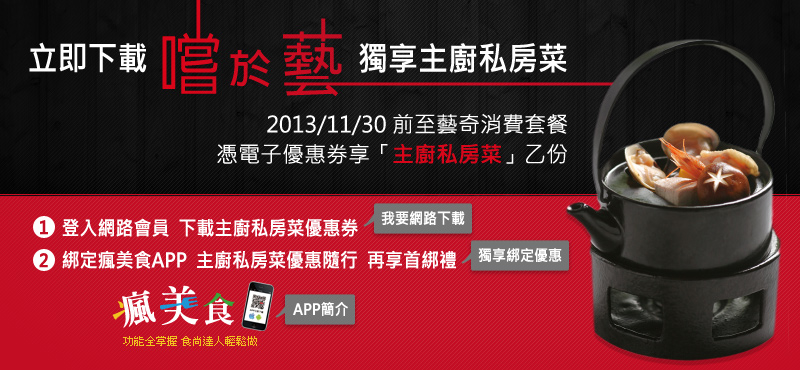 立即下載 嚐於藝 獨享主廚私房菜
2013/11/30 前至藝奇消費套餐
憑電子優惠券享「主廚私房菜」乙份
1 登入網路會員 下載主廚私房菜優惠券 我要網路下載
2 綁定瘋美食APP 主廚私房菜優惠隨行 再享首綁禮 獨享綁定優惠
瘋美食 APP簡介
功能全掌握 食尚達人輕鬆做